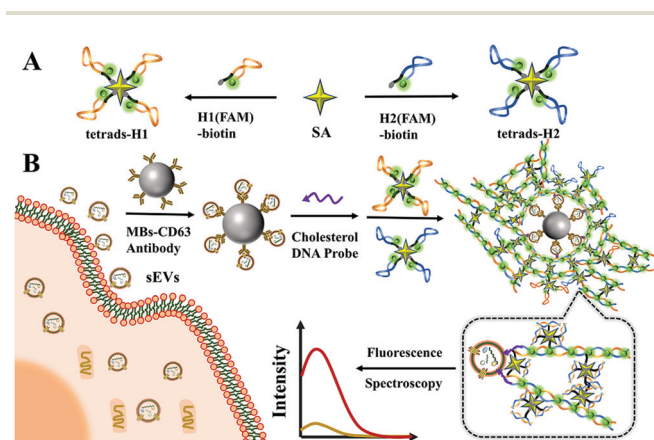 A
H1(FAM)
-biotin
H2(FAM)
-biotin
tetrads-H1
SA
tetrads-H2
B
MBs-CD63
Antibody
Cholesterol
DNA Probe
sEVs
Intensity
Fluorescence
Spectroscopy